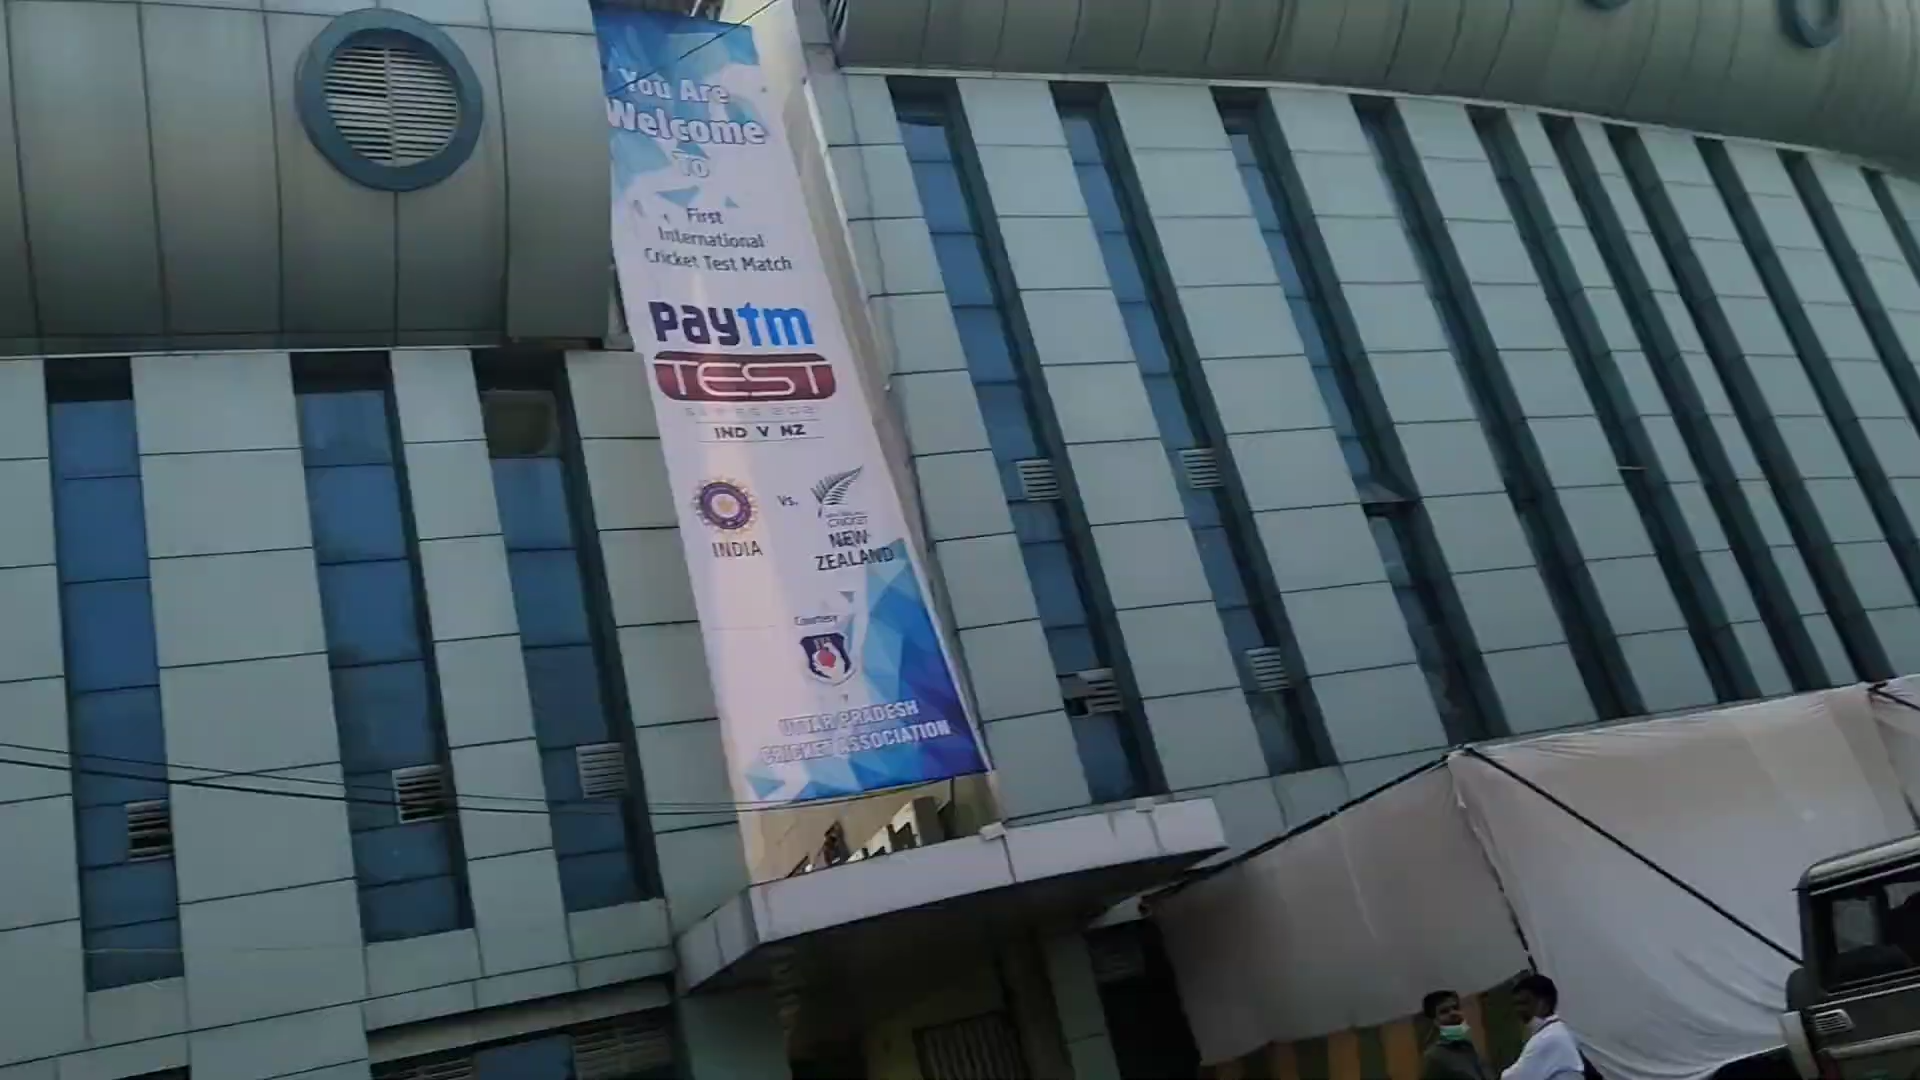 You Are
Welcome
To
First
International
Cricket Test Match
Paytm
TEST
IND V NZ
Vs.
CRICKET
INDIA
NEW
ZEALAND
Courtesy
UTTAR PRADESH
CRICKET ASSOCIATION